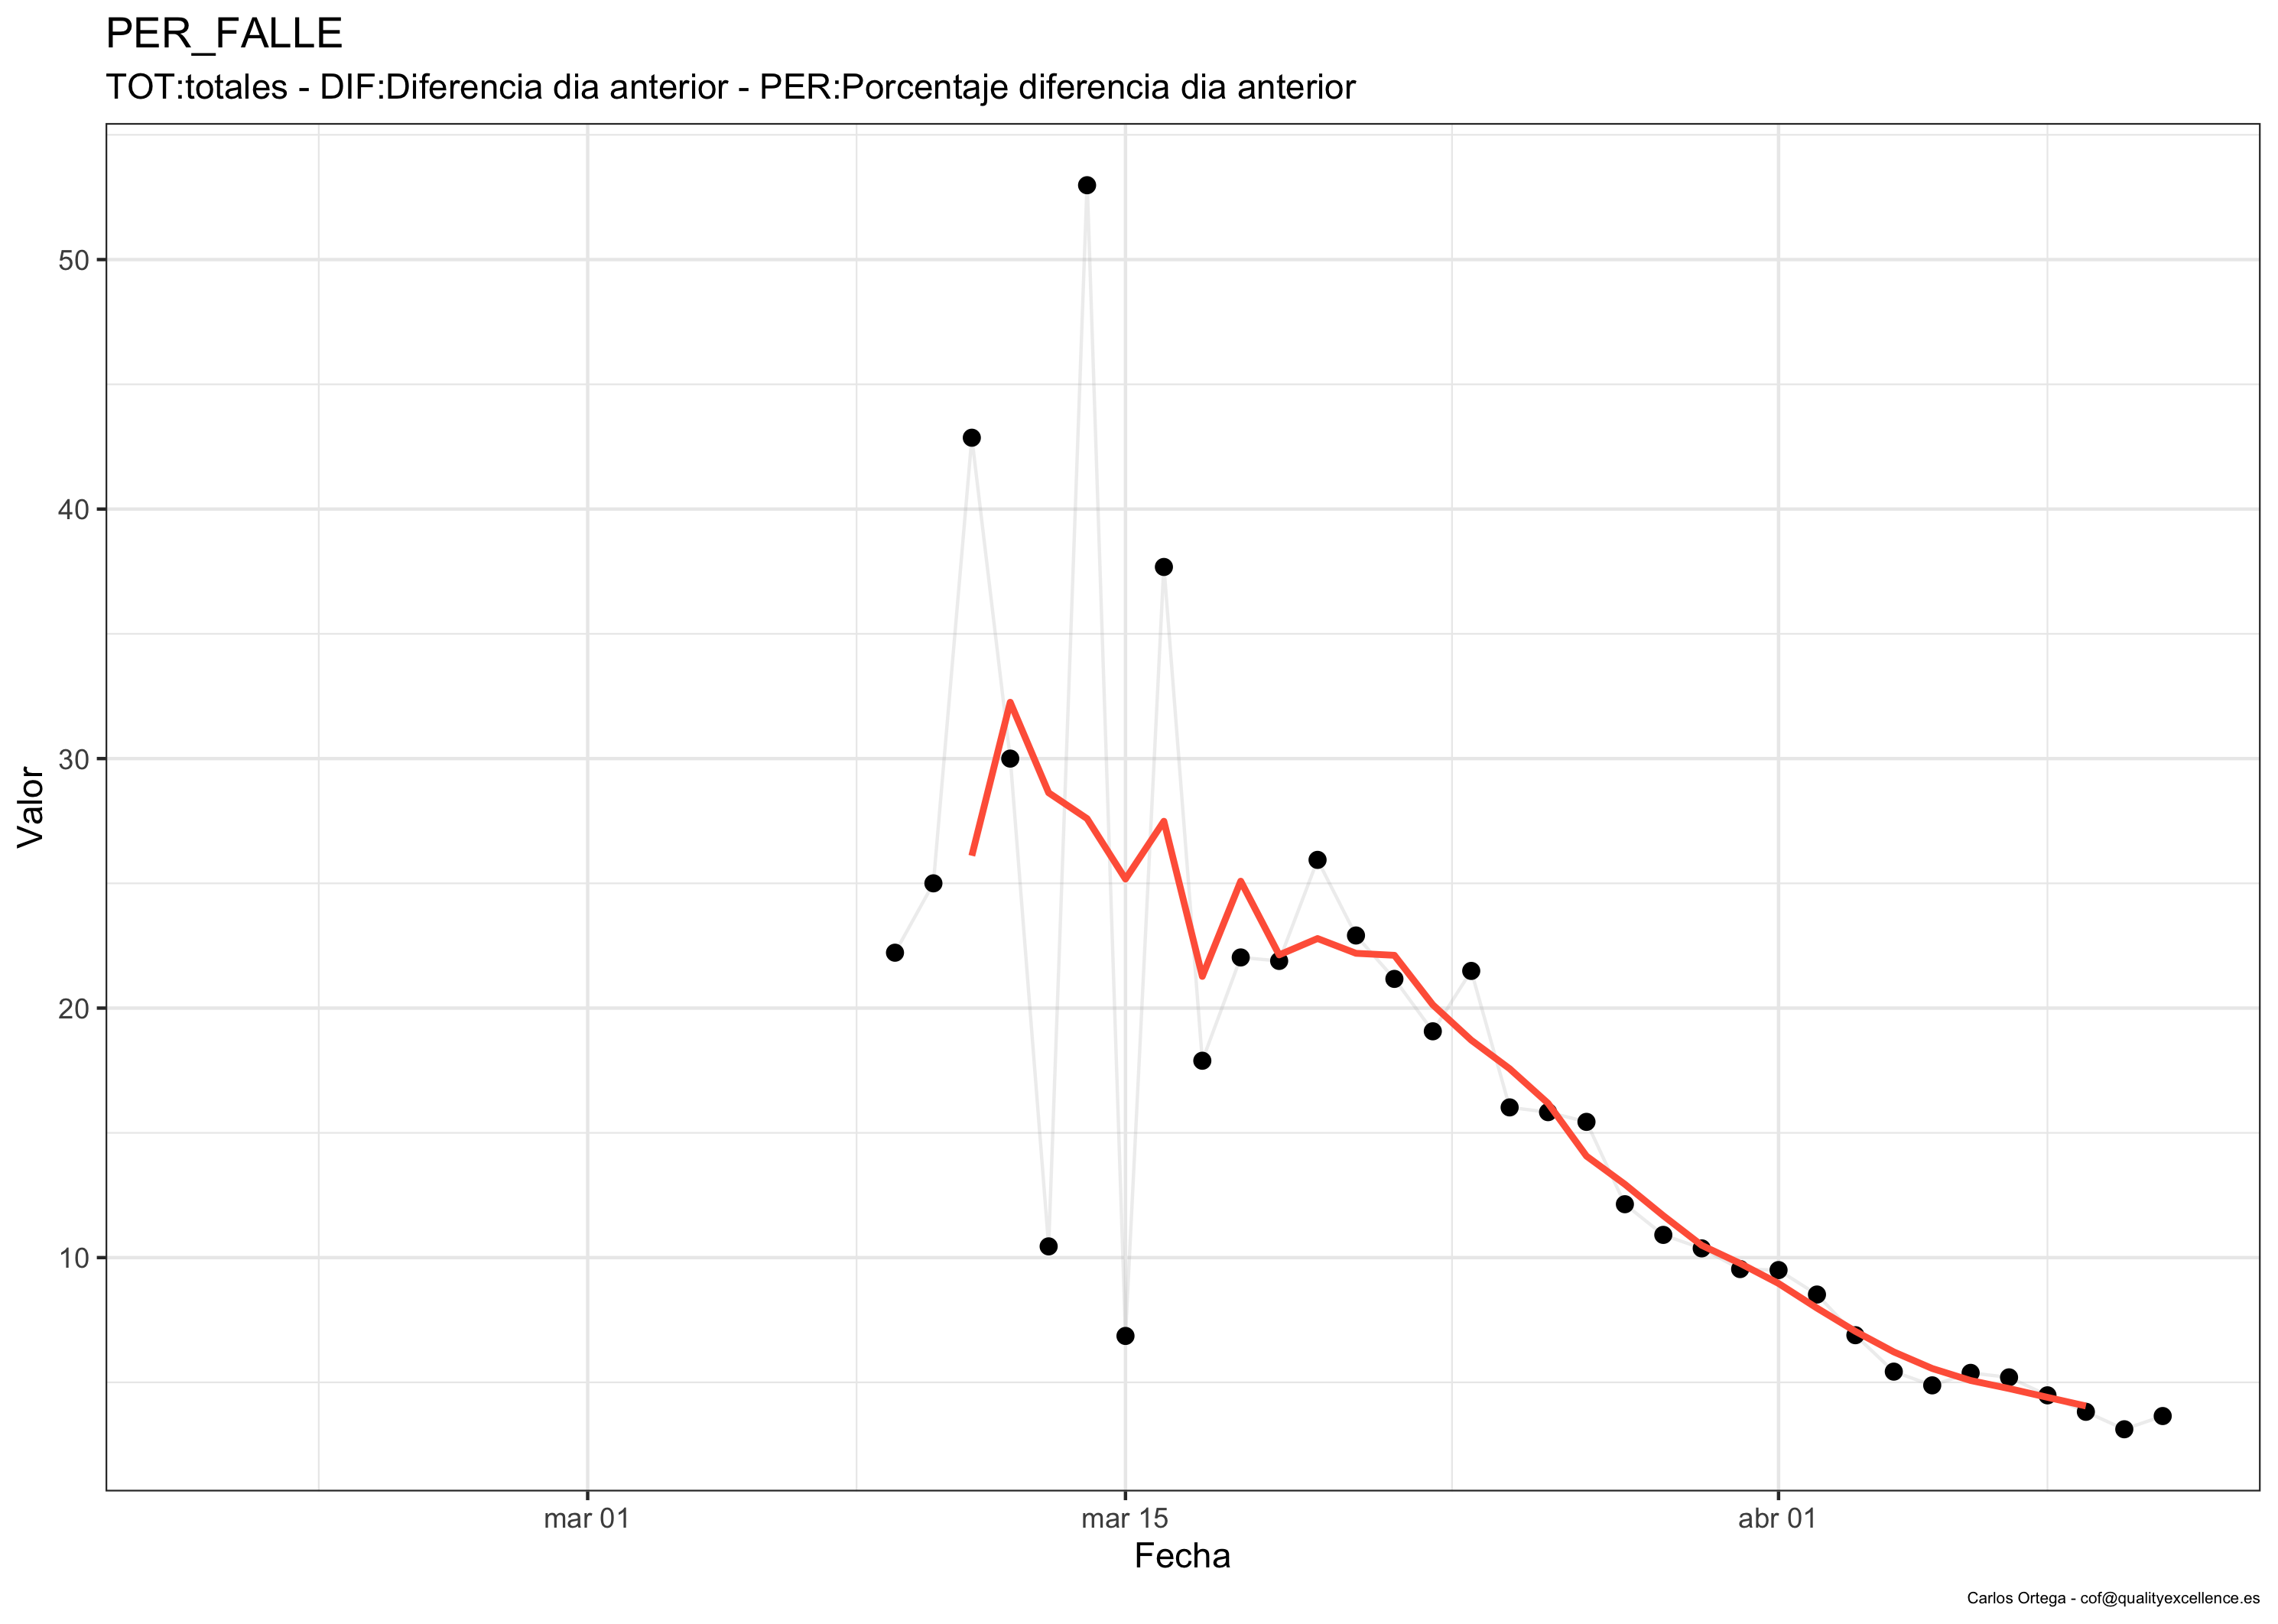 PER_FALLE
TOT:totales - DIF:Diferencia dia anterior - PER:Porcentaje diferencia dia anterior
50
40
30
20
10
Valor
mar 01
mar 15
abr 01
Fecha
Carlos Ortega - cof@qualityexcellence.es